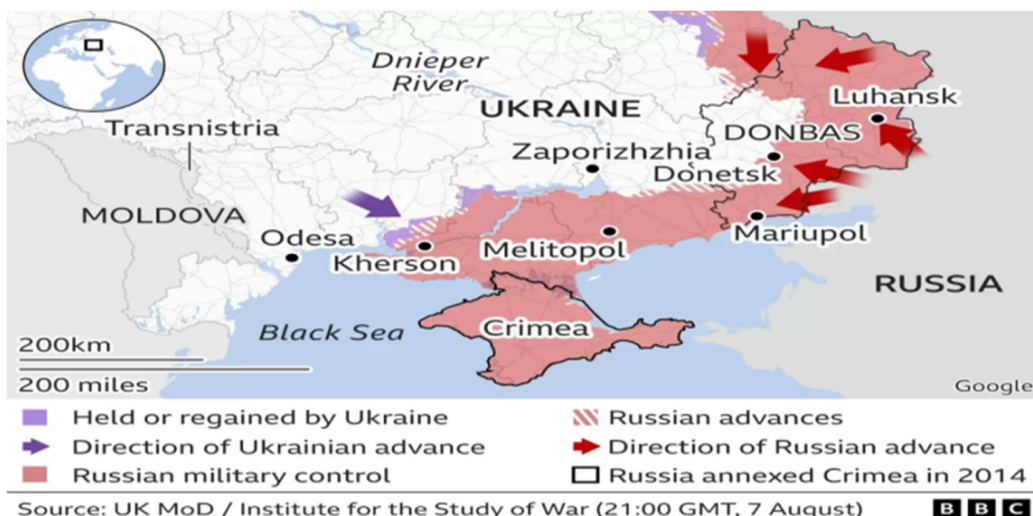 Dnieper
River
UKRAINE
Luhansk
Transnistria
DONBAS
Zaporizhzhia
Donetsk
MOLDOVA
Odesa
Mariupol
Kherson
Melitopol
RUSSIA
Black Sea
Crimea
200km
200 miles
Google
Held or regained by Ukraine
Russian advances
Direction of Ukrainian advance
Direction of Russian advance
Russian military control
Russia annexed Crimea in 2014
Source: UK MoD / Institute for the Study of War (21:00 GMT, 7 August)
BBC